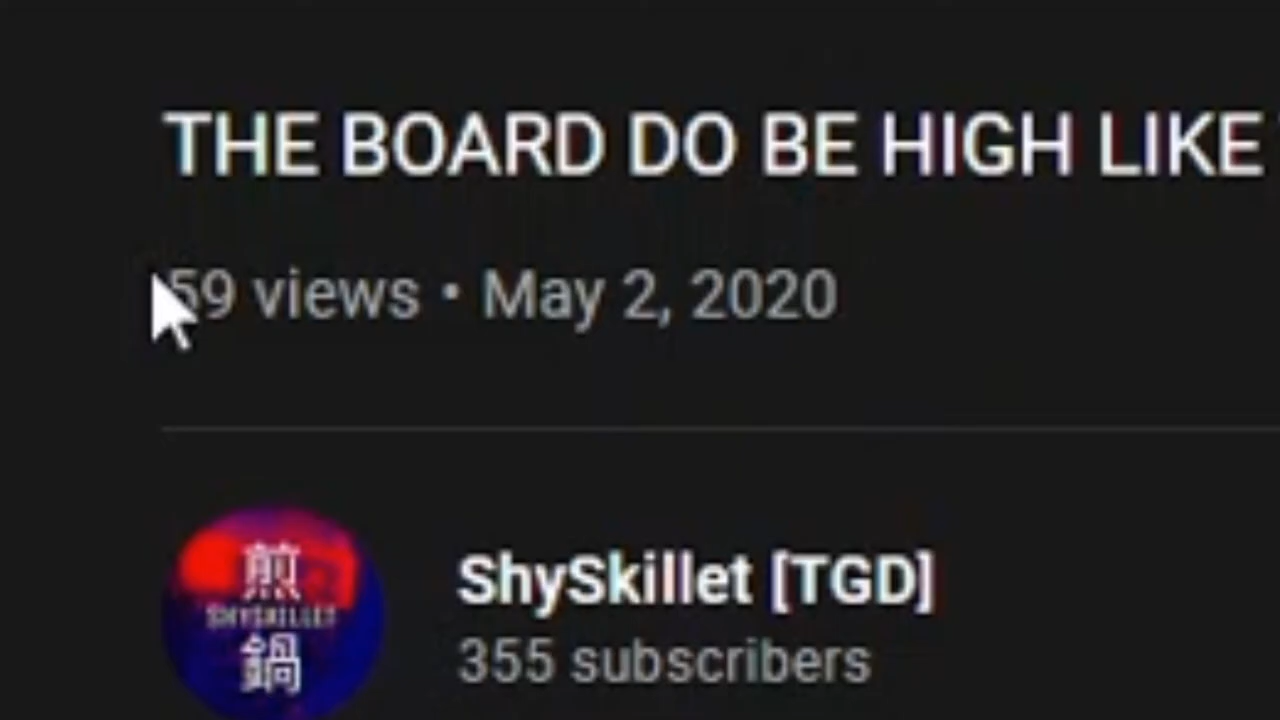 THE BOARD DO BE HIGH LIKE
59 views • May 2, 2020
煎
SHYSKILLET
鍋
ShySkillet [TGD]
355 subscribers